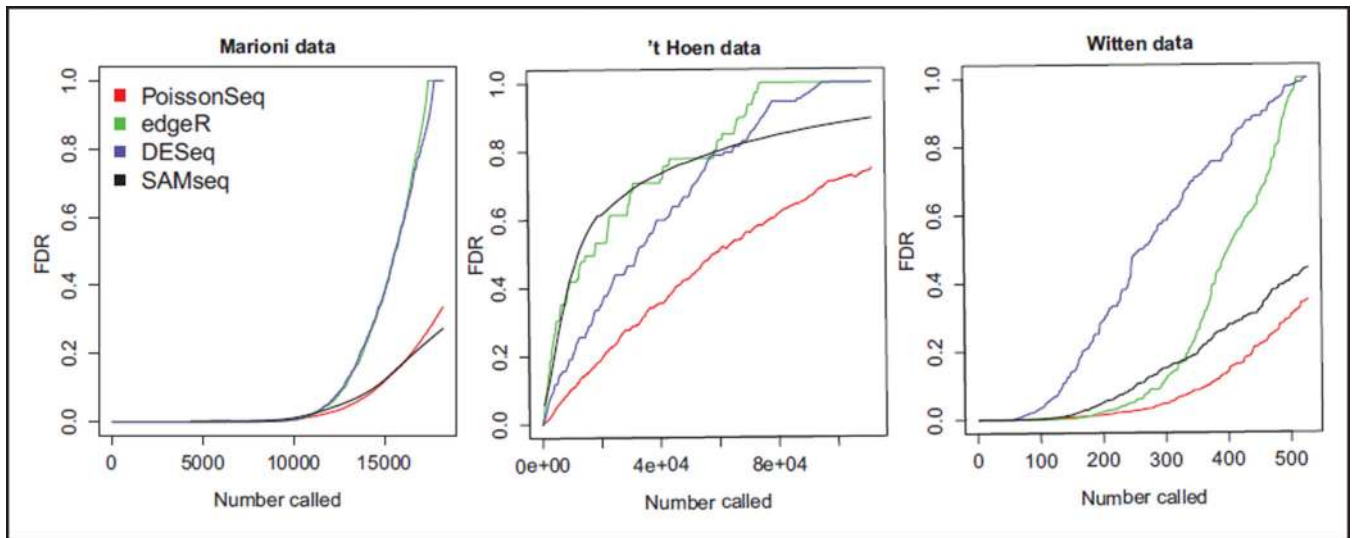 Marioni data
PoissonSeq
edgeR
DESeq
SAMseq
FDR
0.0 0.2 0.4 0.6 0.8 1.0
0 5000 10000 15000
Number called
't Hoen data
FDR
0.0 0.2 0.4 0.6 0.8 1.0
0e+00 4e+04 8e+04
Number called
Witten data
FDR
0.0 0.2 0.4 0.6 0.8 1.0
0 100 200 300 400 500
Number called